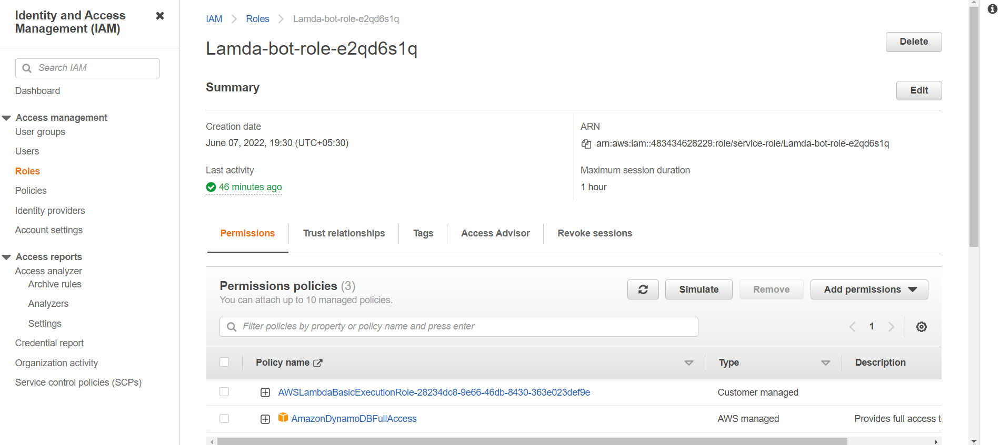 Identity and Access
Management (IAM)
Search IAM
Dashboard
Access management
User groups
Users
Roles
Policies
Identity providers
Account settings
Access reports
Access analyzer
Archive rules
Analyzers
Settings
Credential report
Organization activity
Service control policies (SCPs)
IAM Roles Lamda-bot-role-e2qd6s1q
Lamda-bot-role-e2qd6s1q
Delete
Summary
Edit
Creation date
June 07, 2022, 19:30 (UTC+05:30)
Last activity
46 minutes ago
ARN
arn:aws:iam::483434628229:role/service-role/Lamda-bot-role-e2qd6s1q
Maximum session duration
1 hour
Permissions Trust relationships Tags Access Advisor Revoke sessions
Permissions policies (3)
You can attach up to 10 managed policies.
Simulate Remove Add permissions
Filter policies by property or policy name and press enter
1
Policy name Type Description
AWSLambdaBasicExecutionRole-28234dc8-9e66-46db-8430-363e023def9e Customer managed
AmazonDynamoDBFullAccess AWS managed Provides full access